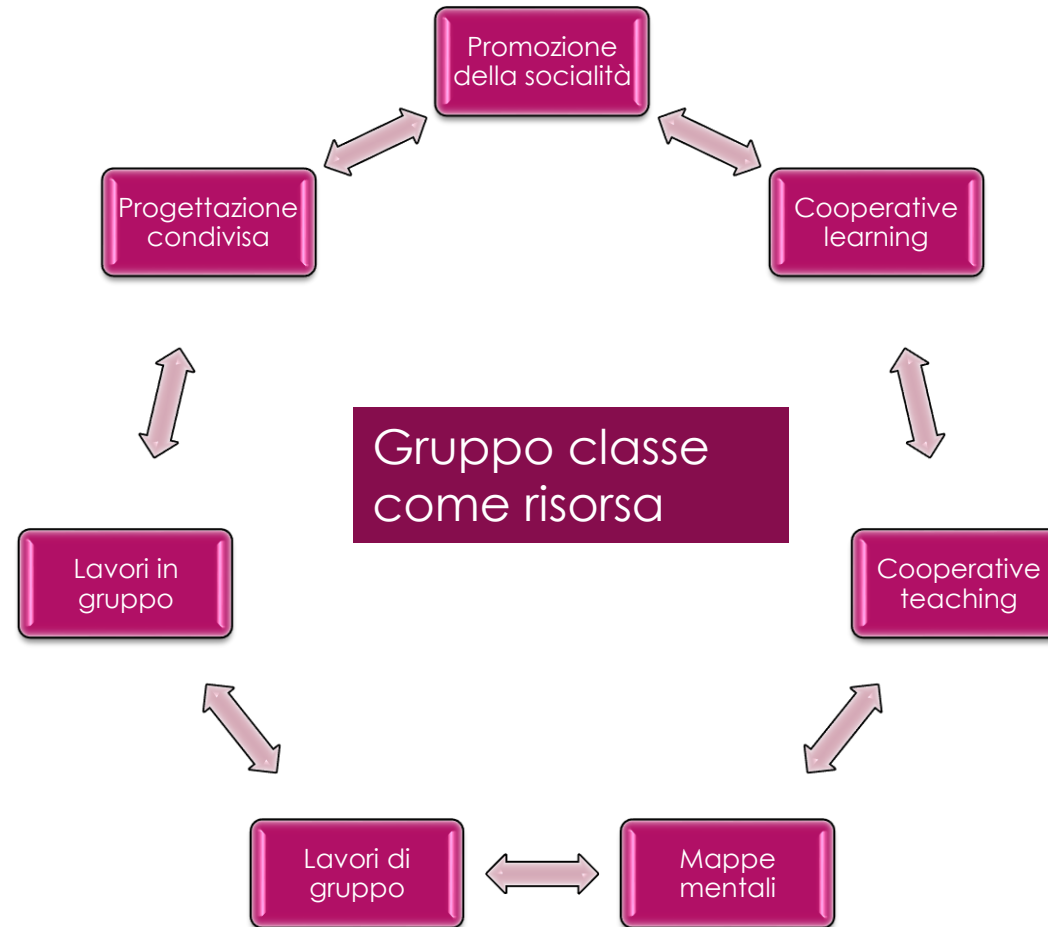 Promozione
della socialità
Progettazione
condivisa
Cooperative
learning
Gruppo classe
come risorsa
Lavori in
gruppo
Cooperative
teaching
Lavori di
gruppo
Mappe
mentali